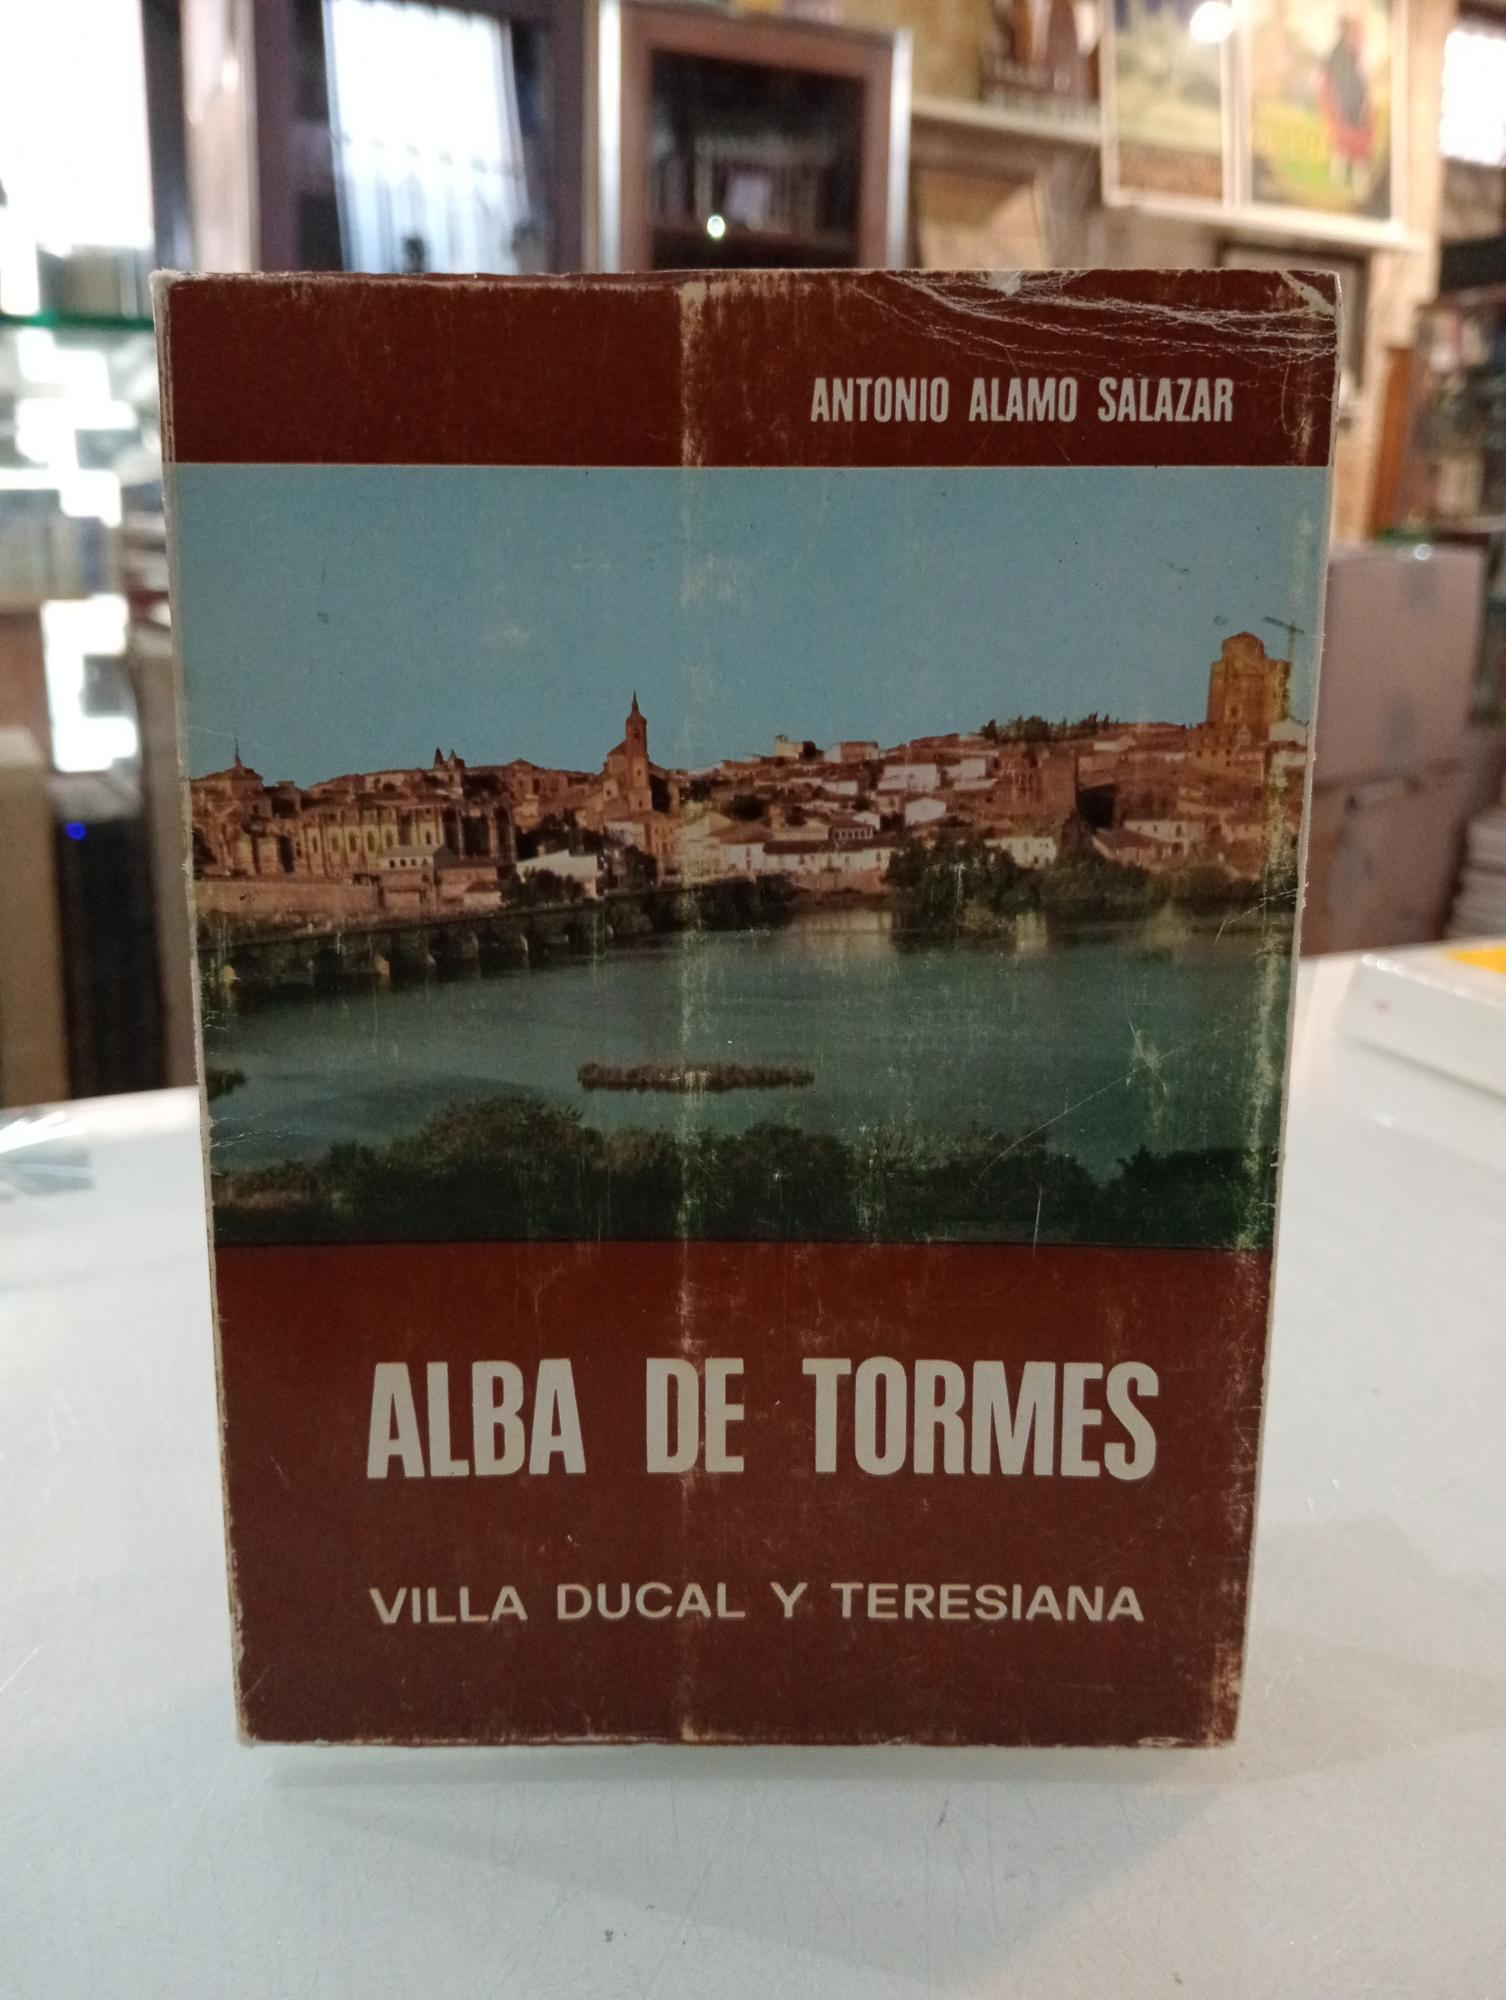 ANTONIO ALAMO SALAZAR
ALBA DE TORMES
VILLA DUCAL Y TERESIANA